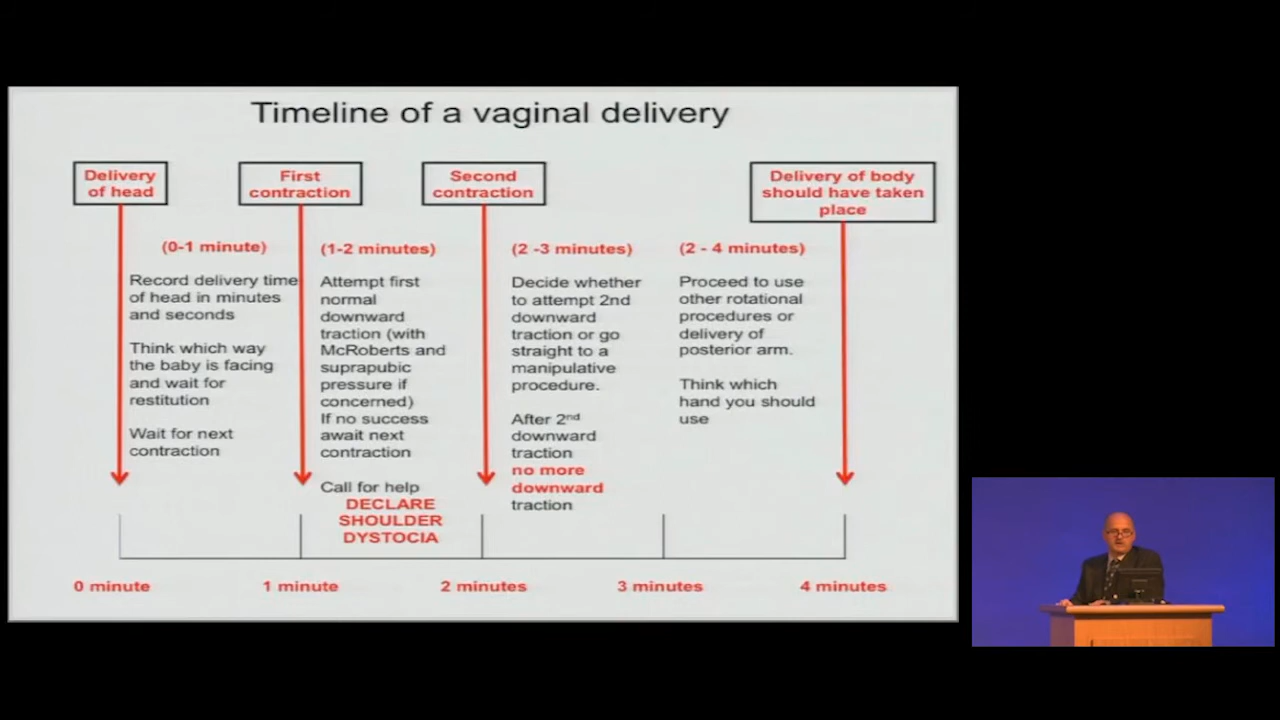 Timeline of a vaginal delivery
Delivery
of head
First
contraction
Second
contraction
Delivery of body
should have taken
place
(0-1 minute)
Record delivery time
of head in minutes
and seconds
Think which way
the baby is facing
and wait for
restitution
Wait for next
contraction
(1-2 minutes)
Attempt first
normal
downward
traction (with
McRoberts and
suprapubic
pressure if
concerned)
If no success
await next
contraction
Call for help
DECLARE
SHOULDER
DYSTOCIA
(2 -3 minutes)
Decide whether
to attempt 2nd
downward
traction or go
straight to a
manipulative
procedure.
After 2nd
downward
traction
no more
downward
traction
(2 - 4 minutes)
Proceed to use
other rotational
procedures or
delivery of
posterior arm.
Think which
hand you should
use
0 minute
1 minute
2 minutes
3 minutes
4 minutes